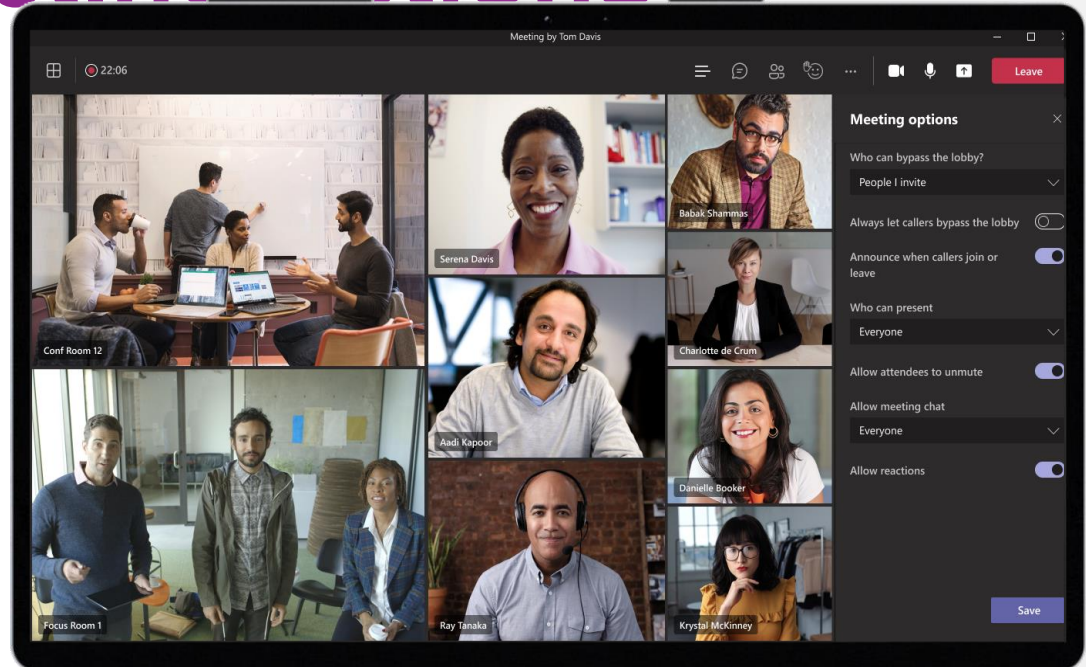 Meeting by Tom Davis
22:06
Leave
Conf Room 12
Serena Davis
Babak Shammas
Charlotte de Crum
Focus Room 1
Aadi Kapoor
Danielle Booker
Ray Tanaka
Krystal McKinney
Meeting options
Who can bypass the lobby?
People I invite
Always let callers bypass the lobby
Announce when callers join or
leave
Who can present
Everyone
Allow attendees to unmute
Allow meeting chat
Everyone
Allow reactions
Save